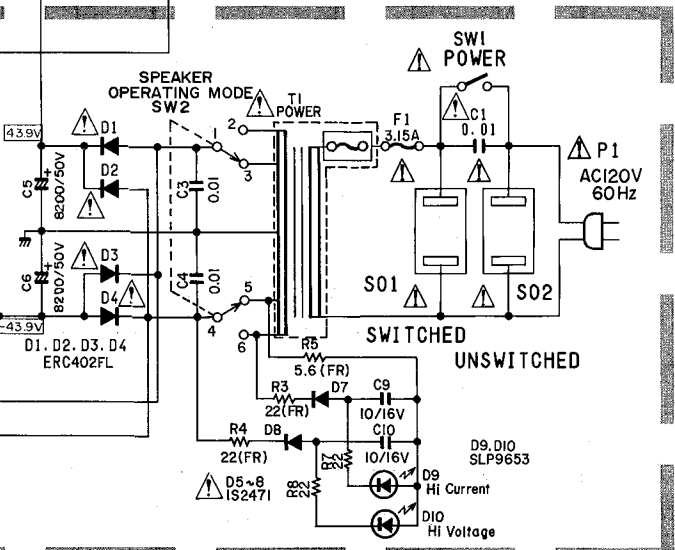 SW1
POWER
SPEAKER
OPERATING MODE
SW2
T1
POWER
F1
3.15A
C1
0.01
P1
AC120V
60Hz
43.9V
D1
D2
1
2
3
C5
+
8200/50V
C3
0.01
C6
+
8200/50V
D3
D4
C4
0.01
5
4
6
-43.9V
D1.D2.D3.D4
ERC402FL
SO1
SO2
SWITCHED
UNSWITCHED
R5
5.6(FR)
R3
22(FR)
D7
C9
10/16V
R4
22(FR)
D8
C10
10/16V
R7
22
R8
22
D9.D10
SLP9653
D5~8
1S2471
D9
Hi Current
D10
Hi Voltage